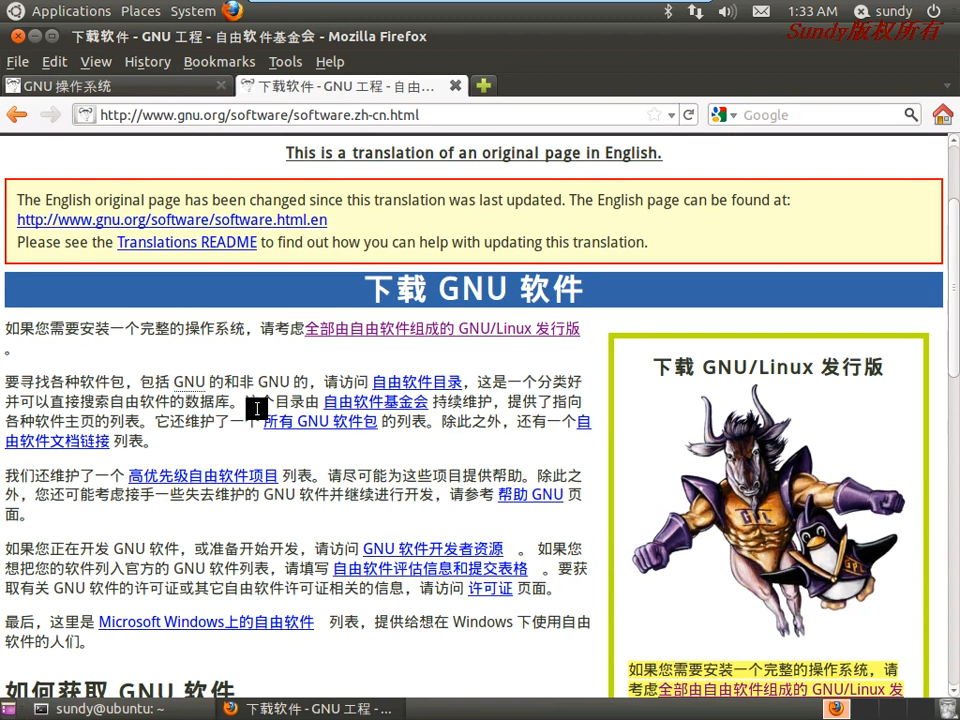 Applications Places System 1:33 AM sundy
Sundy版权所有
下载软件 - GNU 工程 - 自由软件基金会 - Mozilla Firefox
File Edit View History Bookmarks Tools Help
GNU 操作系统 下载软件 - GNU 工程 - 自由...
http://www.gnu.org/software/software.zh-cn.html Google
This is a translation of an original page in English.
The English original page has been changed since this translation was last updated. The English page can be found at:
http://www.gnu.org/software/software.html.en
Please see the Translations README to find out how you can help with updating this translation.
下载 GNU 软件
如果您需要安装一个完整的操作系统，请考虑全部由自由软件组成的 GNU/Linux 发行版
。
要寻找各种软件包，包括 GNU 的和非 GNU 的，请访问 自由软件目录，这是一个分类好
并可以直接搜索自由软件的数据库。 个目录由 自由软件基金会 持续维护，提供了指向
各种软件主页的列表。它还维护了一个 所有 GNU 软件包 的列表。除此之外，还有一个自
由软件文档链接 列表。
我们还维护了一个 高优先级自由软件项目 列表。请尽可能为这些项目提供帮助。除此之
外，您还可能考虑接手一些失去维护的 GNU 软件并继续进行开发，请参考 帮助 GNU 页
面。
如果您正在开发 GNU 软件，或准备开始开发，请访问 GNU 软件开发者资源 。 如果您
想把您的软件列入官方的 GNU 软件列表，请填写 自由软件评估信息和提交表格 。要获
取有关 GNU 软件的许可证或其它自由软件许可证相关的信息，请访问 许可证 页面。
最后，这里是 Microsoft Windows上的自由软件 列表，提供给想在 Windows 下使用自由
软件的人们。
如何获取 GNU 软件
下载 GNU/Linux 发行版
如果您需要安装一个完整的操作系统，请
考虑全部由自由软件组成的 GNU/Linux 发
sundy@ubuntu: ~ 下载软件 - GNU 工程 -...